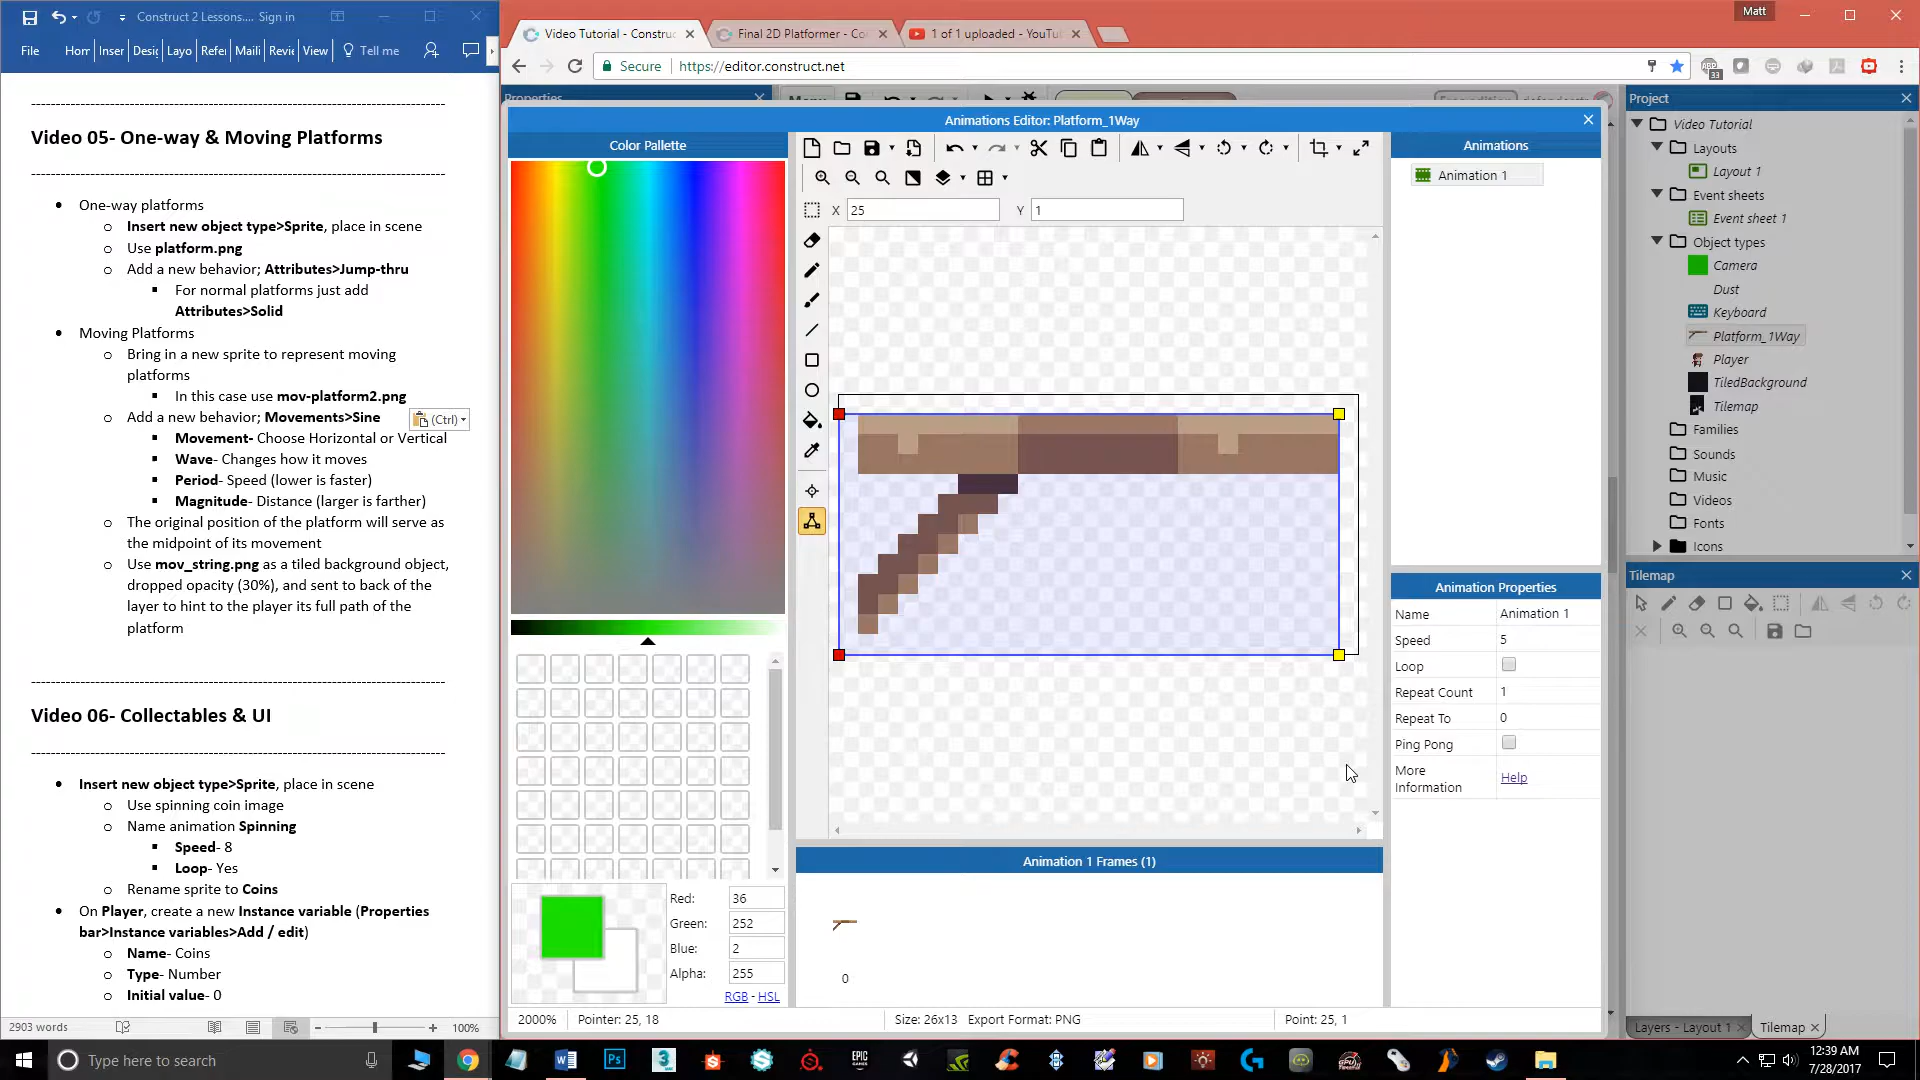 Construct 2 Lessons.... Sign in
File Hor Inser Desig Layo Refe Maili Revie View Tell me
Video 05- One-way & Moving Platforms
• One-way platforms
o Insert new object type>Sprite, place in scene
o Use platform.png
o Add a new behavior; Attributes>Jump-thru
▪ For normal platforms just add
Attributes>Solid
• Moving Platforms
o Bring in a new sprite to represent moving
platforms
▪ In this case use mov-platform2.png
o Add a new behavior; Movements>Sine
(Ctrl)
▪ Movement- Choose Horizontal or Vertical
▪ Wave- Changes how it moves
▪ Period- Speed (lower is faster)
▪ Magnitude- Distance (larger is farther)
o The original position of the platform will serve as
the midpoint of its movement
o Use mov_string.png as a tiled background object,
dropped opacity (30%), and sent to back of the
layer to hint to the player its full path of the
platform
Video 06- Collectables & UI
• Insert new object type>Sprite, place in scene
o Use spinning coin image
o Name animation Spinning
▪ Speed- 8
▪ Loop- Yes
o Rename sprite to Coins
• On Player, create a new Instance variable (Properties
bar>Instance variables>Add / edit)
o Name- Coins
o Type- Number
o Initial value- 0
2903 words
100%
Matt
Video Tutorial - Construc
Final 2D Platformer - Co
1 of 1 uploaded - YouTu
Secure https://editor.construct.net
33
Properties
Menu
Animations Editor: Platform_1Way
Color Pallette
X 25 Y 1
Red: 36
Green: 252
Blue: 2
Alpha: 255
RGB - HSL
Animation 1 Frames (1)
0
2000% Pointer: 25, 18 Size: 26x13 Export Format: PNG Point: 25, 1
Animations
Animation 1
Animation Properties
Name Animation 1
Speed 5
Loop
Repeat Count 1
Repeat To 0
Ping Pong
More
Information Help
Project
Video Tutorial
Layouts
Layout 1
Event sheets
Event sheet 1
Object types
Camera
Dust
Keyboard
Platform_1Way
Player
TiledBackground
Tilemap
Families
Sounds
Music
Videos
Fonts
Icons
Tilemap
Layers - Layout 1 Tilemap
Type here to search
Ps
3
EPIC
GAMES
12:39 AM
7/28/2017